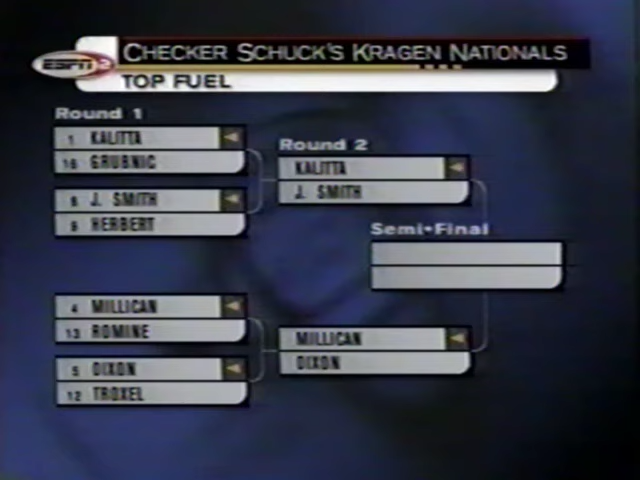 ESPN2
CHECKER SCHUCK'S KRAGEN NATIONALS
TOP FUEL
Round 1
1 KALITTA
16 GRUBNIC
8 J. SMITH
9 HERBERT
4 MILLICAN
13 ROMINE
5 DIXON
12 TROXEL
Round 2
KALITTA
J. SMITH
MILLICAN
DIXON
Semi•Final